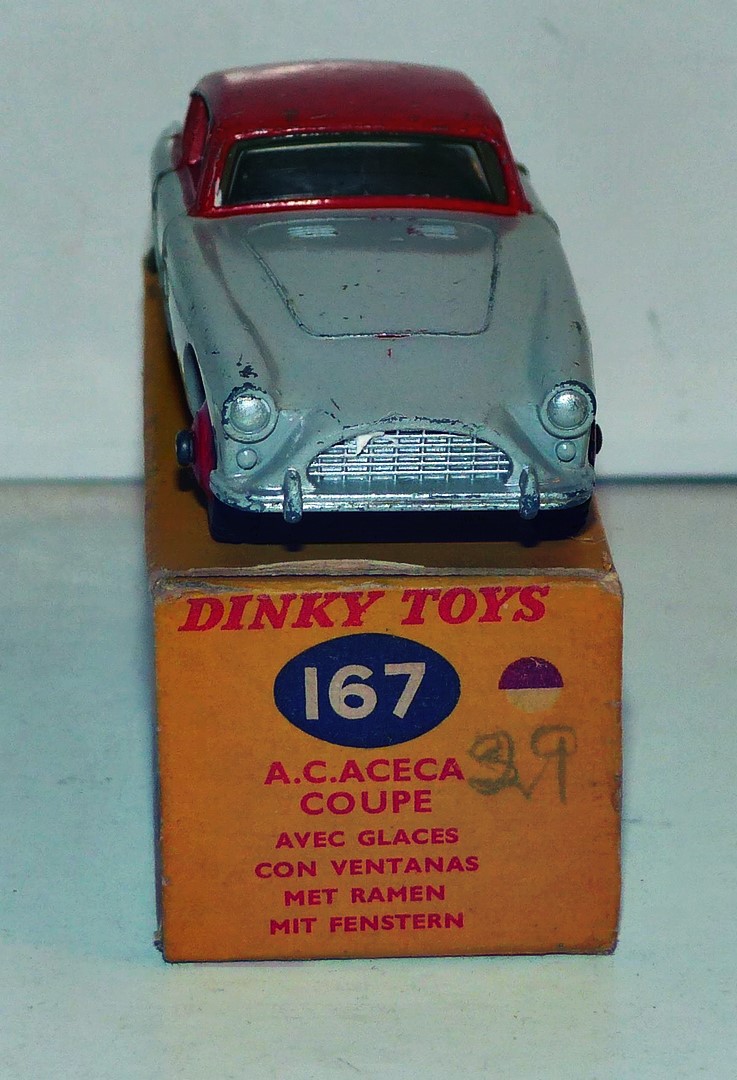 DINKY TOYS
167
A.C.ACECA
COUPE
AVEC GLACES
CON VENTANAS
MET RAMEN
MIT FENSTERN